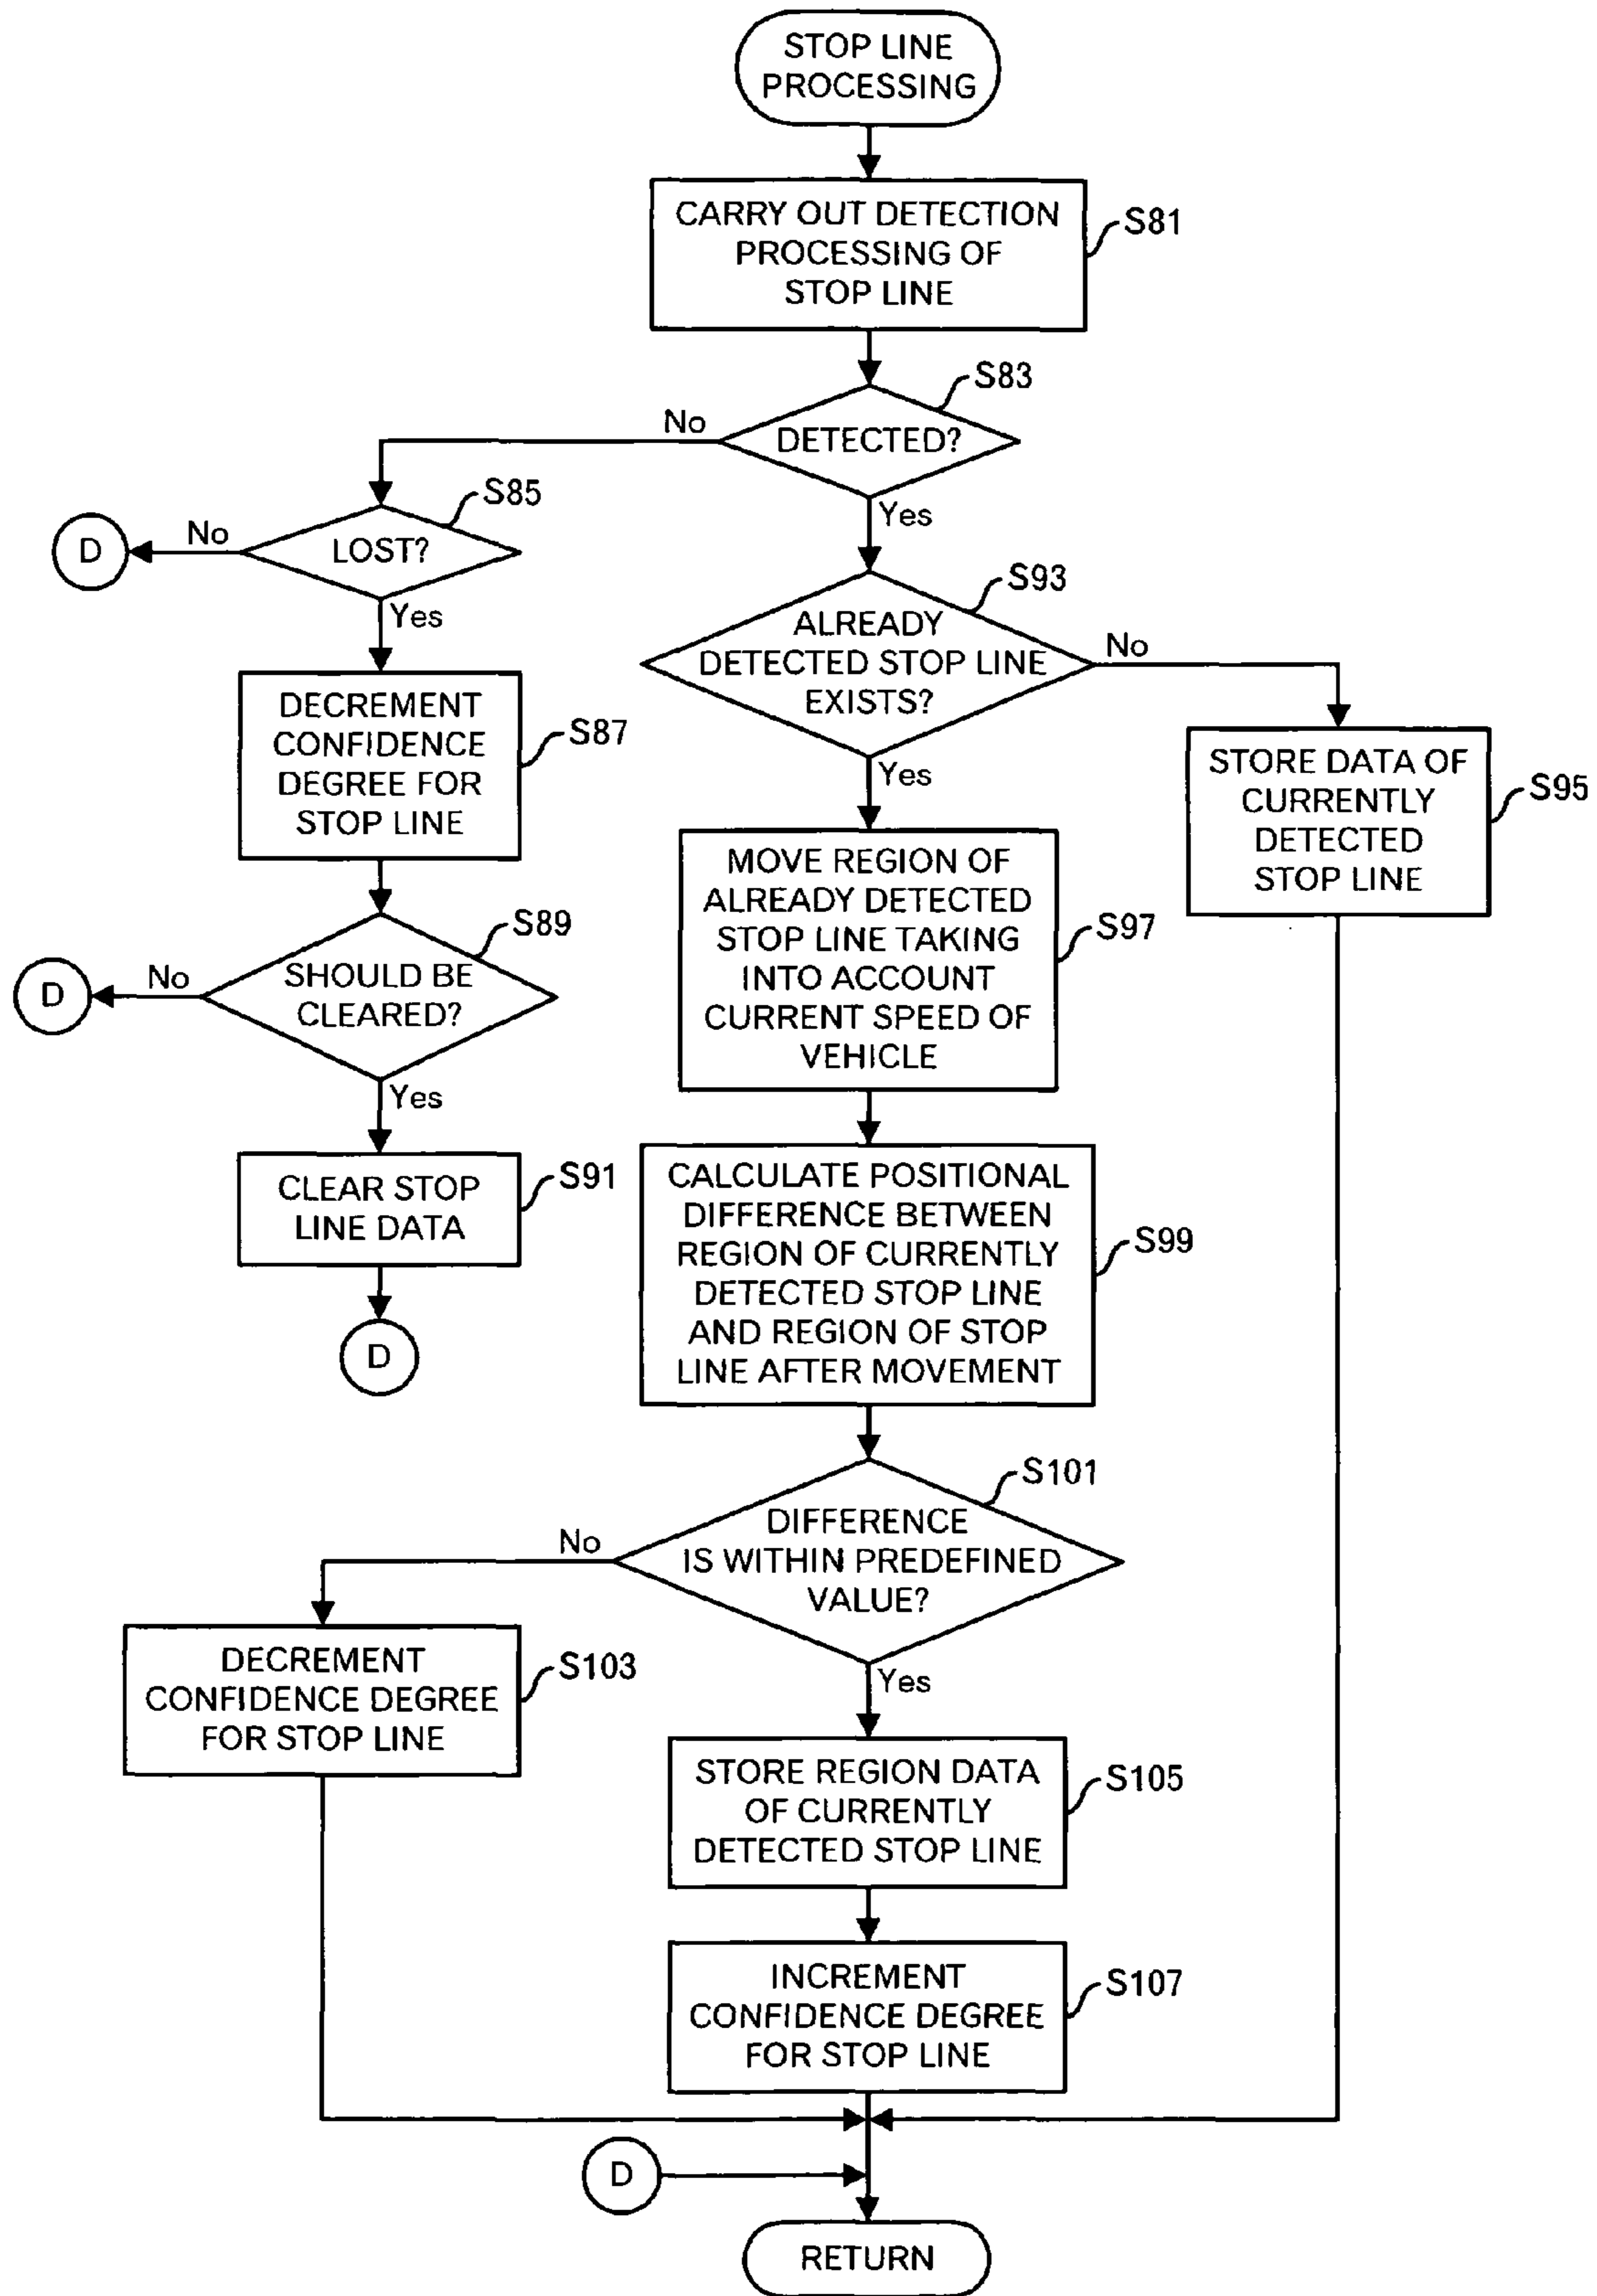 STOP LINE
PROCESSING
CARRY OUT DETECTION
PROCESSING OF
STOP LINE
S81
S83
DETECTED?
No
Yes
S85
LOST?
No
D
Yes
S93
ALREADY
DETECTED STOP LINE
EXISTS?
No
Yes
DECREMENT
CONFIDENCE
DEGREE FOR
STOP LINE
S87
STORE DATA OF
CURRENTLY
DETECTED
STOP LINE
S95
MOVE REGION OF
ALREADY DETECTED
STOP LINE TAKING
INTO ACCOUNT
CURRENT SPEED OF
VEHICLE
S97
S89
SHOULD BE
CLEARED?
No
D
Yes
CLEAR STOP
LINE DATA
S91
D
CALCULATE POSITIONAL
DIFFERENCE BETWEEN
REGION OF CURRENTLY
DETECTED STOP LINE
AND REGION OF STOP
LINE AFTER MOVEMENT
S99
S101
DIFFERENCE
IS WITHIN PREDEFINED
VALUE?
No
Yes
DECREMENT
CONFIDENCE DEGREE
FOR STOP LINE
S103
STORE REGION DATA
OF CURRENTLY
DETECTED STOP LINE
S105
INCREMENT
CONFIDENCE DEGREE
FOR STOP LINE
S107
D
RETURN